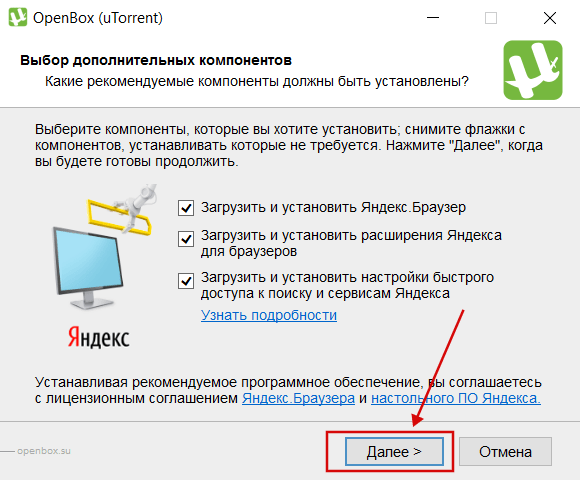 OpenBox (uTorrent)
Выбор дополнительных компонентов
Какие рекомендуемые компоненты должны быть установлены?
Выберите компоненты, которые вы хотите установить; снимите флажки с
компонентов, устанавливать которые не требуется. Нажмите "Далее", когда
вы будете готовы продолжить.
Загрузить и установить Яндекс.Браузер
Загрузить и установить расширения Яндекса
для браузеров
Загрузить и установить настройки быстрого
доступа к поиску и сервисам Яндекса
Узнать подробности
Яндекс
Устанавливая рекомендуемое программное обеспечение, вы соглашаетесь
с лицензионным соглашением Яндекс.Браузера и настольного ПО Яндекса.
openbox.su
Далее >
Отмена